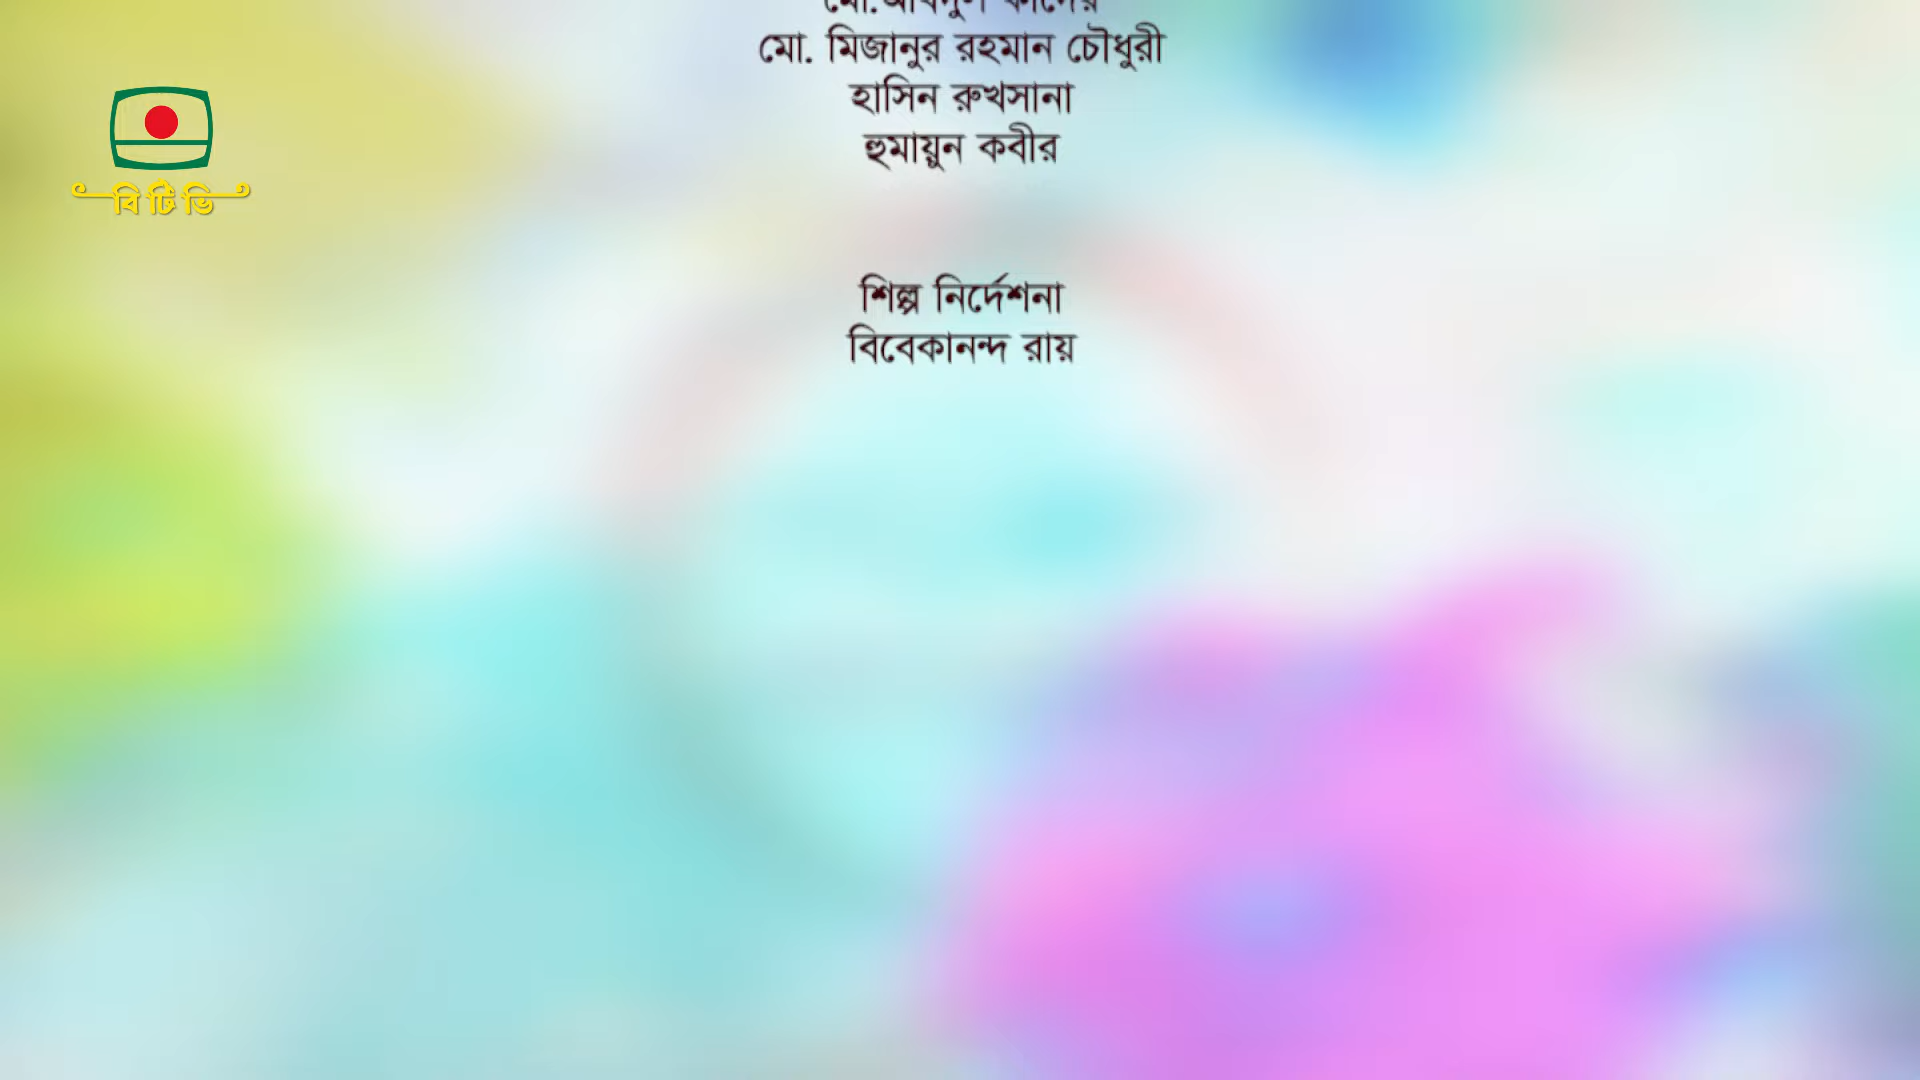 মো. মিজানুর রহমান চৌধুরী
হাসিন রুখসানা
হুমায়ুন কবীর
বি টি ভি
শিল্প নির্দেশনা
বিবেকানন্দ রায়